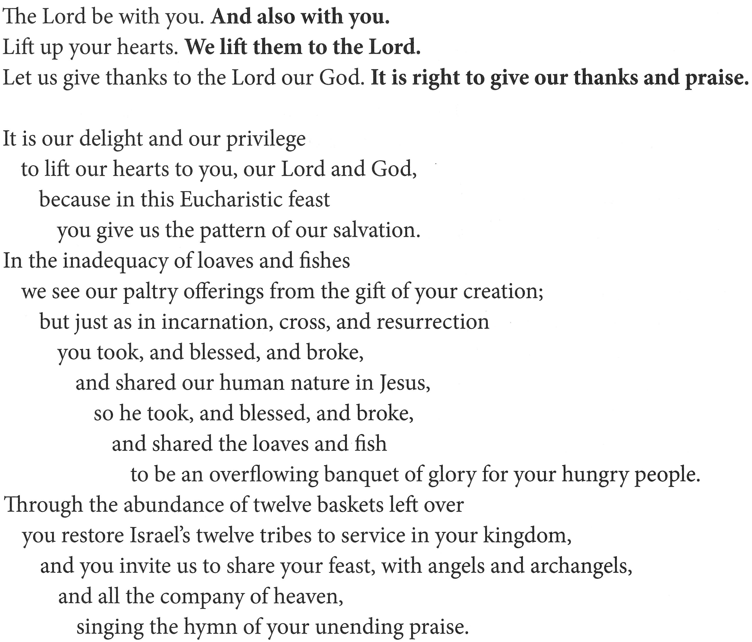 The Lord be with you. And also with you.
Lift up your hearts. We lift them to the Lord.
Let us give thanks to the Lord our God. It is right to give our thanks and praise.
It is our delight and our privilege
to lift our hearts to you, our Lord and God,
because in this Eucharistic feast
you give us the pattern of our salvation.
In the inadequacy of loaves and fishes
we see our paltry offerings from the gift of your creation;
but just as in incarnation, cross, and resurrection
you took, and blessed, and broke,
and shared our human nature in Jesus,
so he took, and blessed, and broke,
and shared the loaves and fish
to be an overflowing banquet of glory for your hungry people.
Through the abundance of twelve baskets left over
you restore Israel’s twelve tribes to service in your kingdom,
and you invite us to share your feast, with angels and archangels,
and all the company of heaven,
singing the hymn of your unending praise.